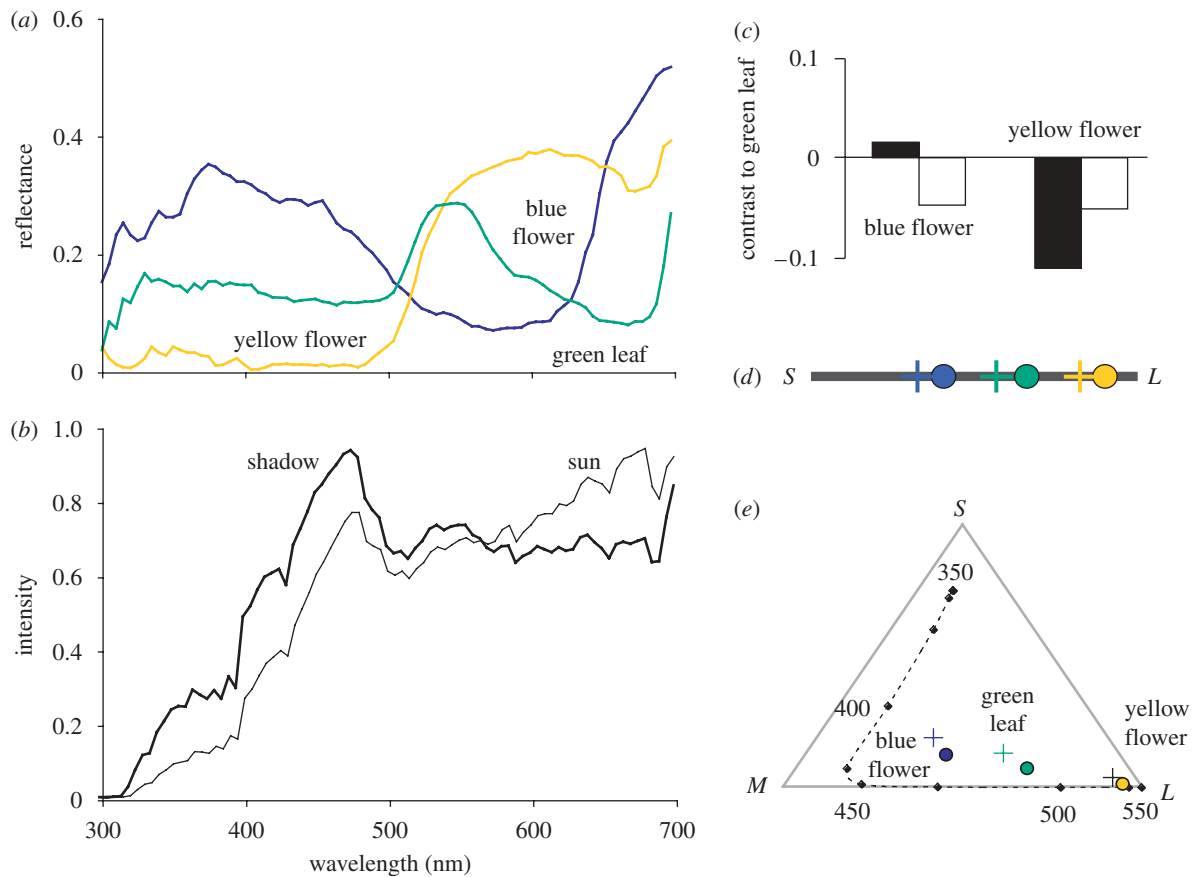 (a)
0.6
0.4
0.2
0
reflectance
blue
flower
yellow flower
green leaf
(b)
1.0
0.8
0.6
0.4
0.2
0
intensity
shadow
sun
300
400
500
600
700
wavelength (nm)
(c)
0.1
0
−0.1
contrast to green leaf
yellow flower
blue flower
(d)
S
L
(e)
S
350
400
green
leaf
yellow
flower
blue
flower
M
L
450
500
550